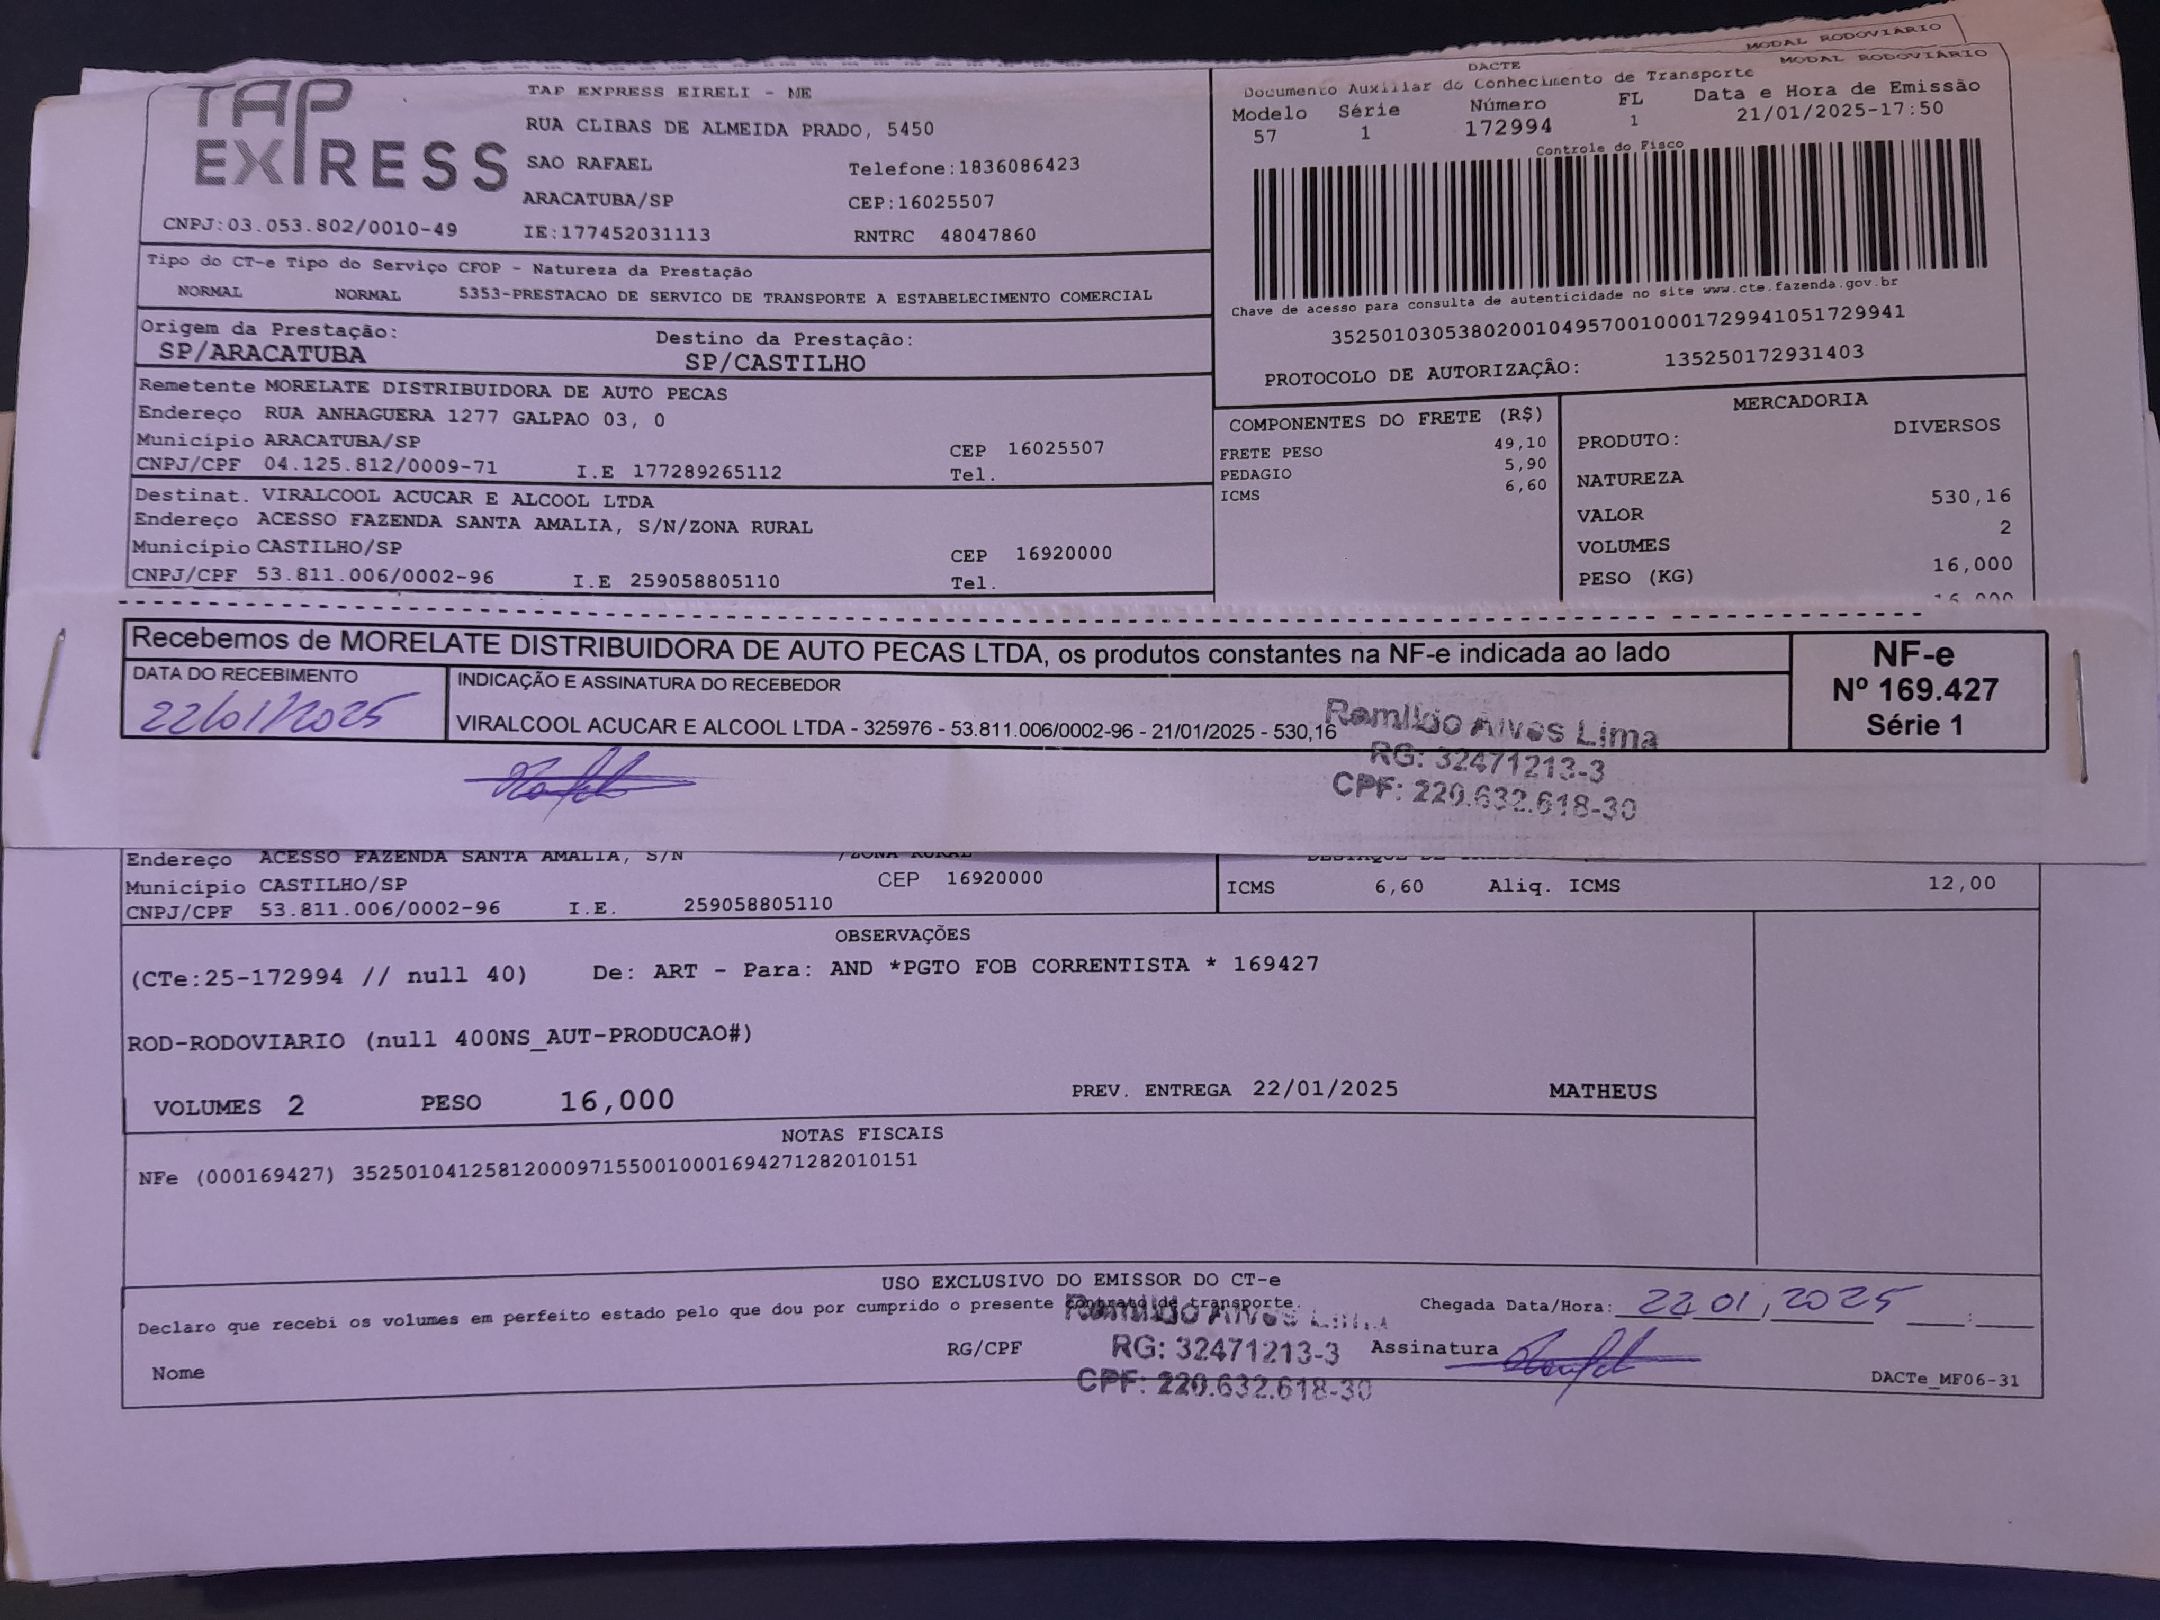 MODAL RODOVIÁRIO
MODAL RODOVIÁRIO
TAP EXPRESS
TAP EXPRESS EIRELI - ME
RUA CLIBAS DE ALMEIDA PRADO, 5450
SAO RAFAEL Telefone:1836086423
ARACATUBA/SP CEP:16025507
CNPJ:03.053.802/0010-49 IE:177452031113 RNTRC 48047860
DACTE
Documento Auxiliar do Conhecimento de Transporte
Modelo Série Número FL Data e Hora de Emissão
57 1 172994 1 21/01/2025-17:50
Controle do Fisco
Chave de acesso para consulta de autenticidade no site www.cte.fazenda.gov.br
35250103053802001049570010001729941051729941
PROTOCOLO DE AUTORIZAÇÃO: 135250172931403
Tipo do CT-e Tipo do Serviço CFOP - Natureza da Prestação
NORMAL NORMAL 5353-PRESTACAO DE SERVICO DE TRANSPORTE A ESTABELECIMENTO COMERCIAL
Origem da Prestação: Destino da Prestação:
SP/ARACATUBA SP/CASTILHO
Remetente MORELATE DISTRIBUIDORA DE AUTO PECAS
Endereço RUA ANHAGUERA 1277 GALPAO 03, 0
Município ARACATUBA/SP CEP 16025507
CNPJ/CPF 04.125.812/0009-71 I.E 177289265112 Tel.
Destinat. VIRALCOOL ACUCAR E ALCOOL LTDA
Endereço ACESSO FAZENDA SANTA AMALIA, S/N/ZONA RURAL
Município CASTILHO/SP CEP 16920000
CNPJ/CPF 53.811.006/0002-96 I.E 259058805110 Tel.
COMPONENTES DO FRETE (R$)
FRETE PESO 49,10
PEDAGIO 5,90
ICMS 6,60
MERCADORIA
PRODUTO: DIVERSOS
NATUREZA
VALOR 530,16
VOLUMES 2
PESO (KG) 16,000
16,000
Recebemos de MORELATE DISTRIBUIDORA DE AUTO PECAS LTDA, os produtos constantes na NF-e indicada ao lado
DATA DO RECEBIMENTO INDICAÇÃO E ASSINATURA DO RECEBEDOR
22/01/2025 VIRALCOOL ACUCAR E ALCOOL LTDA - 325976 - 53.811.006/0002-96 - 21/01/2025 - 530,16
NF-e
Nº 169.427
Série 1
Romildo Alves Lima
RG: 32471213-3
CPF: 220.632.618-30
Endereço ACESSO FAZENDA SANTA AMALIA, S/N /ZONA RURAL
Município CASTILHO/SP CEP 16920000
CNPJ/CPF 53.811.006/0002-96 I.E. 259058805110
ICMS 6,60 Aliq. ICMS 12,00
OBSERVAÇÕES
(CTe:25-172994 // null 40) De: ART - Para: AND *PGTO FOB CORRENTISTA * 169427
ROD-RODOVIARIO (null 400NS_AUT-PRODUCAO#)
VOLUMES 2 PESO 16,000 PREV. ENTREGA 22/01/2025 MATHEUS
NOTAS FISCAIS
NFe (000169427) 35250104125812000971550010001694271282010151
USO EXCLUSIVO DO EMISSOR DO CT-e
Declaro que recebi os volumes em perfeito estado pelo que dou por cumprido o presente contrato de transporte.
Chegada Data/Hora: 22 01, 2025 :
Romildo Alves Lima
RG/CPF RG: 32471213-3 Assinatura
Nome CPF: 220.632.618-30
DACTe_MF06-31